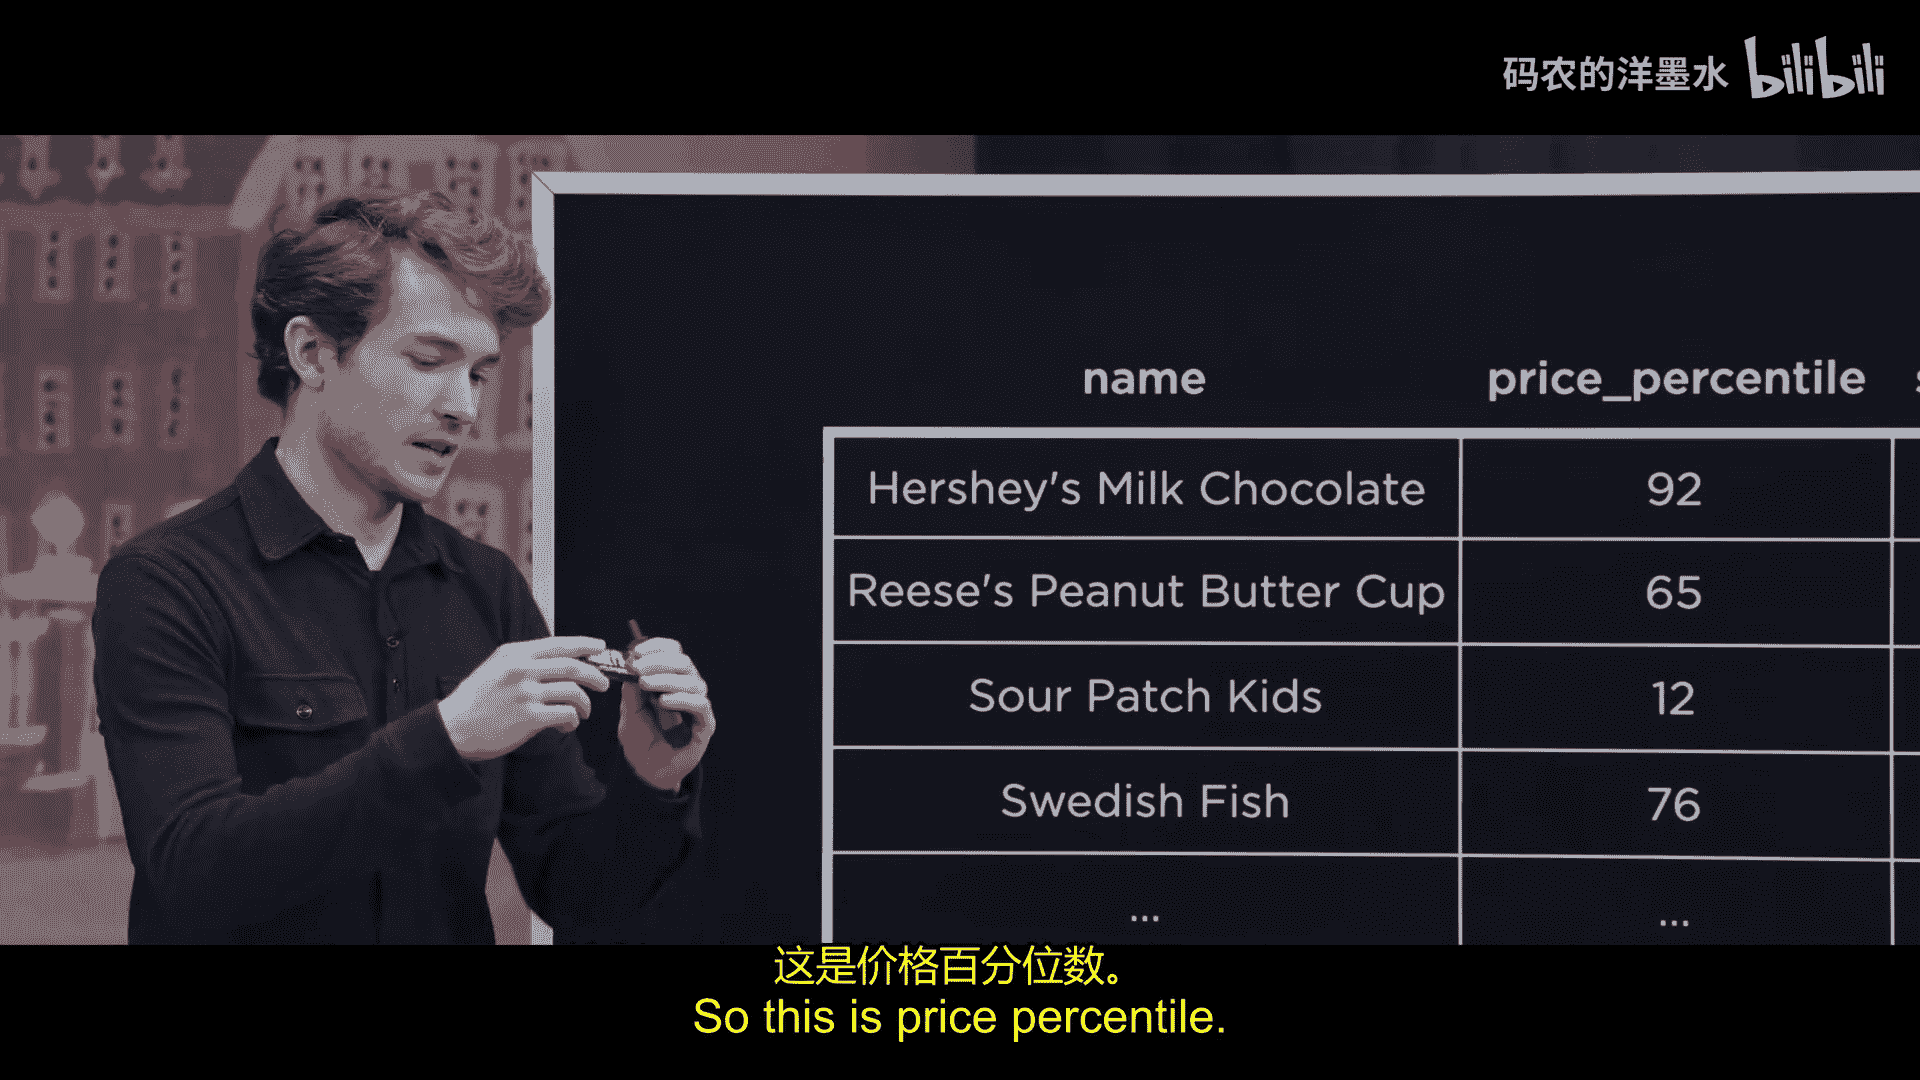 码农的洋墨水 bilibili
name price_percentile
Hershey's Milk Chocolate 92
Reese's Peanut Butter Cup 65
Sour Patch Kids 12
Swedish Fish 76
... ...
这是价格百分位数。
So this is price percentile.